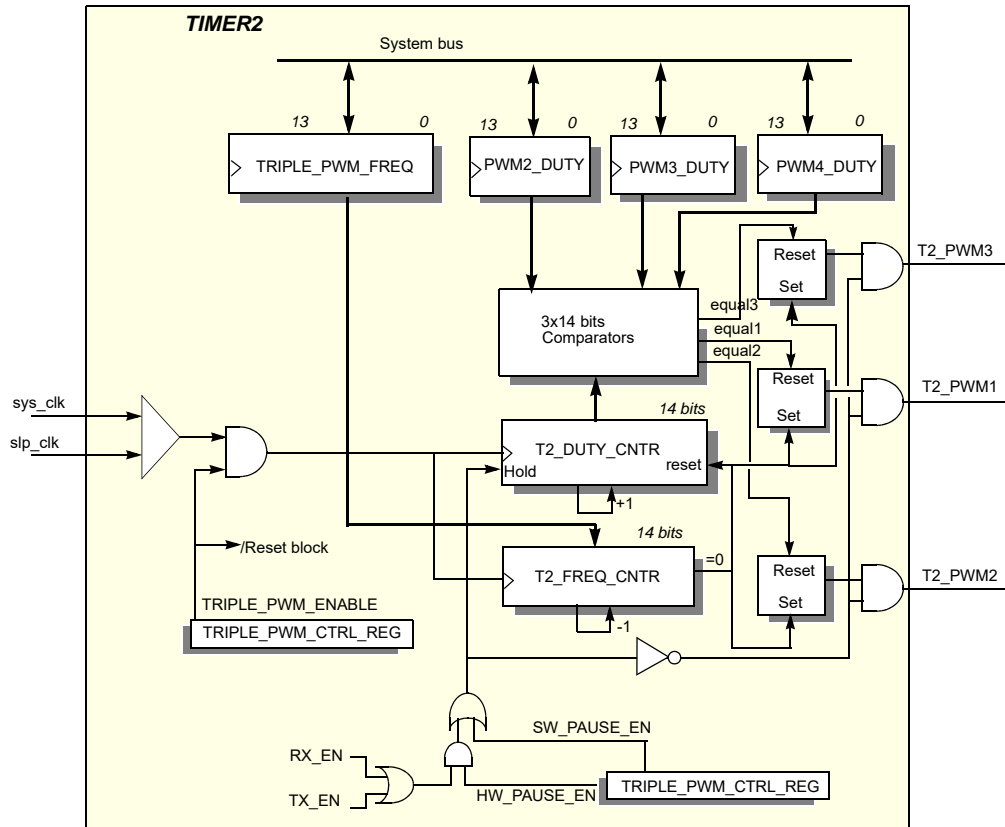 TIMER2
System bus
13 0 13 0 13 0 13 0
TRIPLE_PWM_FREQ
PWM2_DUTY
PWM3_DUTY
PWM4_DUTY
Reset
Set
T2_PWM3
3x14 bits
Comparators
equal3
equal1
equal2
Reset
Set
T2_PWM1
sys_clk
slp_clk
14 bits
T2_DUTY_CNTR
Hold
reset
+1
14 bits
T2_FREQ_CNTR
=0
-1
Reset
Set
T2_PWM2
/Reset block
TRIPLE_PWM_ENABLE
TRIPLE_PWM_CTRL_REG
RX_EN
TX_EN
SW_PAUSE_EN
HW_PAUSE_EN
TRIPLE_PWM_CTRL_REG